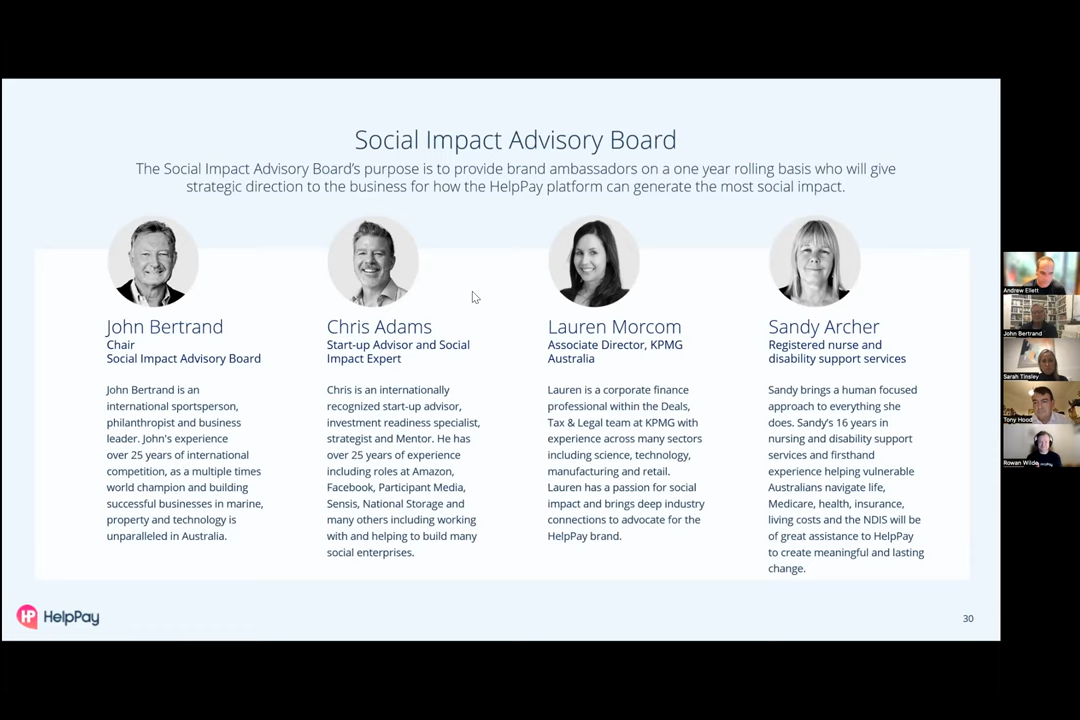 Social Impact Advisory Board
The Social Impact Advisory Board's purpose is to provide brand ambassadors on a one year rolling basis who will give
strategic direction to the business for how the HelpPay platform can generate the most social impact.
John Bertrand
Chair
Social Impact Advisory Board
John Bertrand is an
international sportsperson,
philanthropist and business
leader. John's experience
over 25 years of international
competition, as a multiple times
world champion and building
successful businesses in marine,
property and technology is
unparalleled in Australia.
Chris Adams
Start-up Advisor and Social
Impact Expert
Chris is an internationally
recognized start-up advisor,
investment readiness specialist,
strategist and Mentor. He has
over 25 years of experience
including roles at Amazon,
Facebook, Participant Media,
Sensis, National Storage and
many others including working
with and helping to build many
social enterprises.
Lauren Morcom
Associate Director, KPMG
Australia
Lauren is a corporate finance
professional within the Deals,
Tax & Legal team at KPMG with
experience across many sectors
including science, technology,
manufacturing and retail.
Lauren has a passion for social
impact and brings deep industry
connections to advocate for the
HelpPay brand.
Sandy Archer
Registered nurse and
disability support services
Sandy brings a human focused
approach to everything she
does. Sandy's 16 years in
nursing and disability support
services and firsthand
experience helping vulnerable
Australians navigate life,
Medicare, health, insurance,
living costs and the NDIS will be
of great assistance to HelpPay
to create meaningful and lasting
change.
HP HelpPay
30
Andrew Ellett
John Bertrand
Sarah Tinsley
Tony Hood
Rowan Wilde